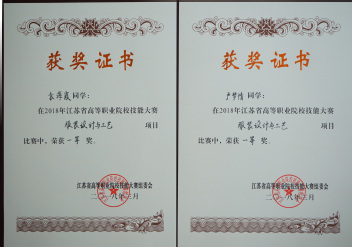 获奖证书
同学:
在2018年江苏省高等职业院校技能大赛
服装设计与工艺 项目
比赛中,荣获 一等 奖。
江苏省高等职业院校技能大赛组委会
二〇一八年三月
获奖证书
卢梦婷 同学:
在2018年江苏省高等职业院校技能大赛
服装设计与工艺 项目
比赛中,荣获 一等 奖。
江苏省高等职业院校技能大赛组委会
二〇一八年三月